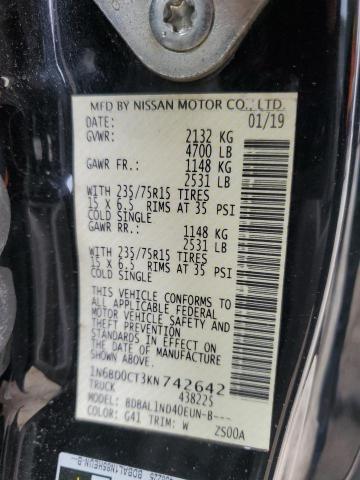 MFD BY NISSAN MOTOR CO., LTD.
DATE: 01/19
GVWR: 2132 KG
4700 LB
GAWR FR.: 1148 KG
2531 LB
WITH 235/75R15 TIRES
15 X 6.5 RIMS AT 35 PSI
COLD SINGLE
GAWR RR.: 1148 KG
2531 LB
WITH 235/75R15 TIRES
15 X 6.5 RIMS AT 35 PSI
COLD SINGLE
THIS VEHICLE CONFORMS TO
ALL APPLICABLE FEDERAL
MOTOR VEHICLE SAFETY AND
THEFT PREVENTION
STANDARDS IN EFFECT ON
THE DATE OF MANUFACTURE
SHOWN ABOVE.
1N6BD0CT3KN742642
TRUCK 438225
MODEL: BDBAL1ND40EUN-B---
COLOR: G41 TRIM: W ZS00A